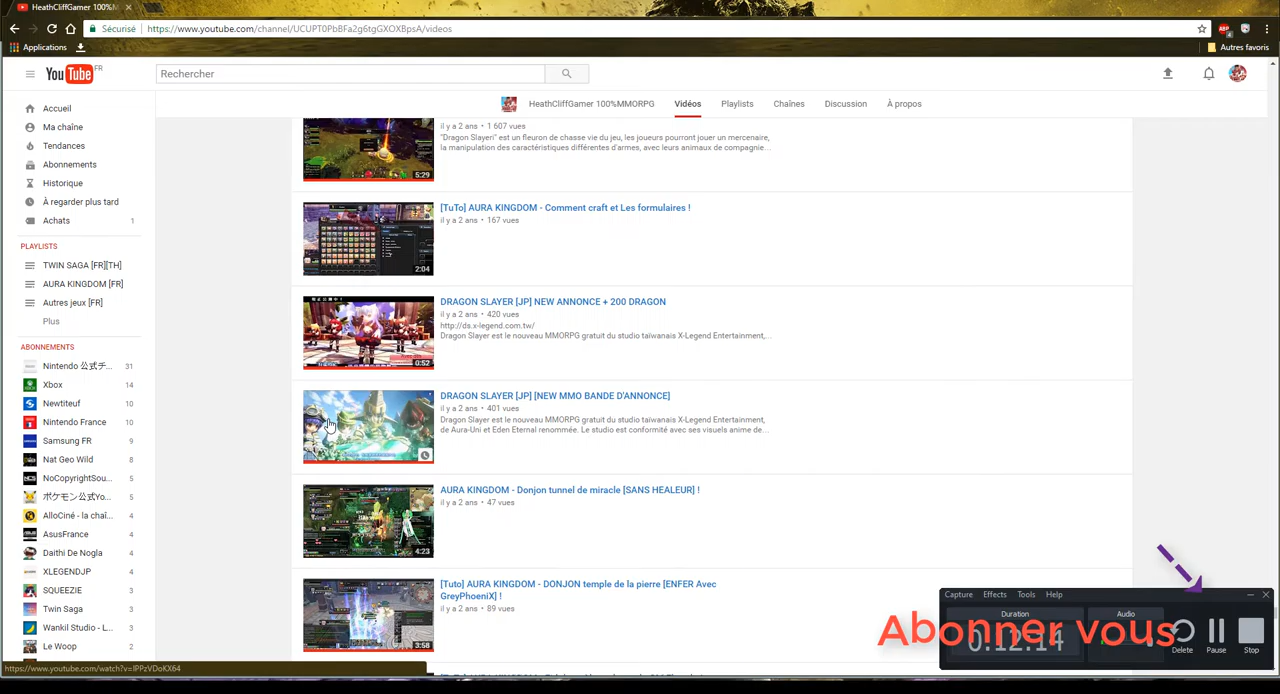 HeathCliffGamer 100%M
Sécurisé
https://www.youtube.com/channel/UCUPT0PbBFa2g6tgGXOXBpsA/videos
Applications
Autres favoris
YouTube FR
Rechercher
HeathCliffGamer 100%MMORPG Vidéos Playlists Chaînes Discussion À propos
Accueil
Ma chaîne
Tendances
Abonnements
Historique
À regarder plus tard
Achats 1
PLAYLISTS
TWIN SAGA [FR][TH]
AURA KINGDOM [FR]
Autres jeux [FR]
Plus
ABONNEMENTS
Nintendo 公式チ... 31
Xbox 14
Newtiteuf 10
Nintendo France 10
Samsung FR 9
Nat Geo Wild 8
NoCopyrightSou... 5
ポケモン公式Yo... 5
AlloCiné - la chaî... 4
AsusFrance 4
Daithi De Nogla 4
XLEGENDJP 4
SQUEEZIE 3
Twin Saga 3
Wankil Studio - L... 3
Le Woop 2
il y a 2 ans • 1 607 vues
"Dragon Slayeri" est un fleuron de chasse vie du jeu, les joueurs pourront jouer un mercenaire,
la manipulation des caractéristiques différentes d'armes, avec leurs animaux de compagnie...
5:29
[TuTo] AURA KINGDOM - Comment craft et Les formulaires !
il y a 2 ans • 167 vues
2:04
DRAGON SLAYER [JP] NEW ANNONCE + 200 DRAGON
il y a 2 ans • 420 vues
http://ds.x-legend.com.tw/
Dragon Slayer est le nouveau MMORPG gratuit du studio taïwanais X-Legend Entertainment,...
0:52
DRAGON SLAYER [JP] [NEW MMO BANDE D'ANNONCE]
il y a 2 ans • 401 vues
Dragon Slayer est le nouveau MMORPG gratuit du studio taïwanais X-Legend Entertainment,
de Aura-Uni et Eden Eternal renommée. Le studio est conformité avec ses visuels anime de...
AURA KINGDOM - Donjon tunnel de miracle [SANS HEALEUR] !
il y a 2 ans • 47 vues
4:23
[Tuto] AURA KINGDOM - DONJON temple de la pierre [ENFER Avec
GreyPhoeniX] !
il y a 2 ans • 89 vues
3:58
Capture Effects Tools Help
Duration Audio
0:12:14
Delete Pause Stop
Abonner vous
https://www.youtube.com/watch?v=IPPzVDoKX64